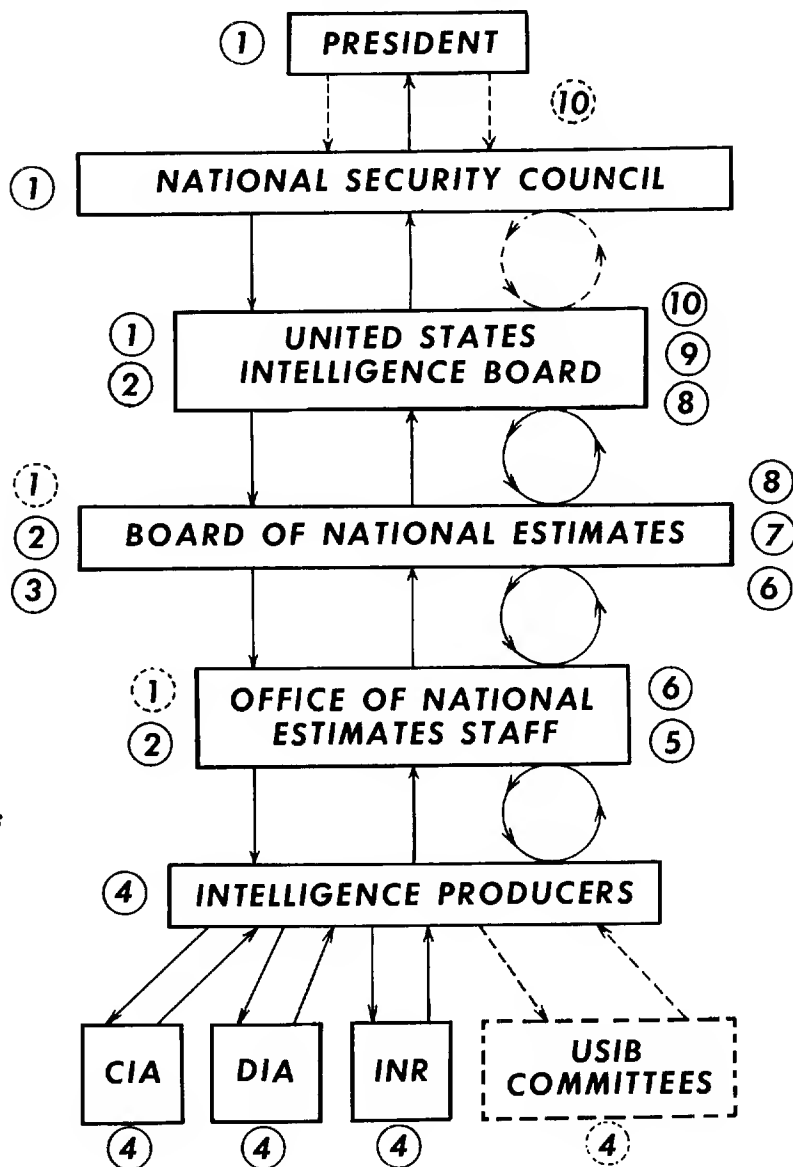 1
PRESIDENT
10
1
NATIONAL SECURITY COUNCIL
1
2
UNITED STATES
INTELLIGENCE BOARD
10
9
8
1
2
3
BOARD OF NATIONAL ESTIMATES
8
7
6
1
2
OFFICE OF NATIONAL
ESTIMATES STAFF
6
5
4
INTELLIGENCE PRODUCERS
CIA
DIA
INR
USIB
COMMITTEES
4
4
4
4